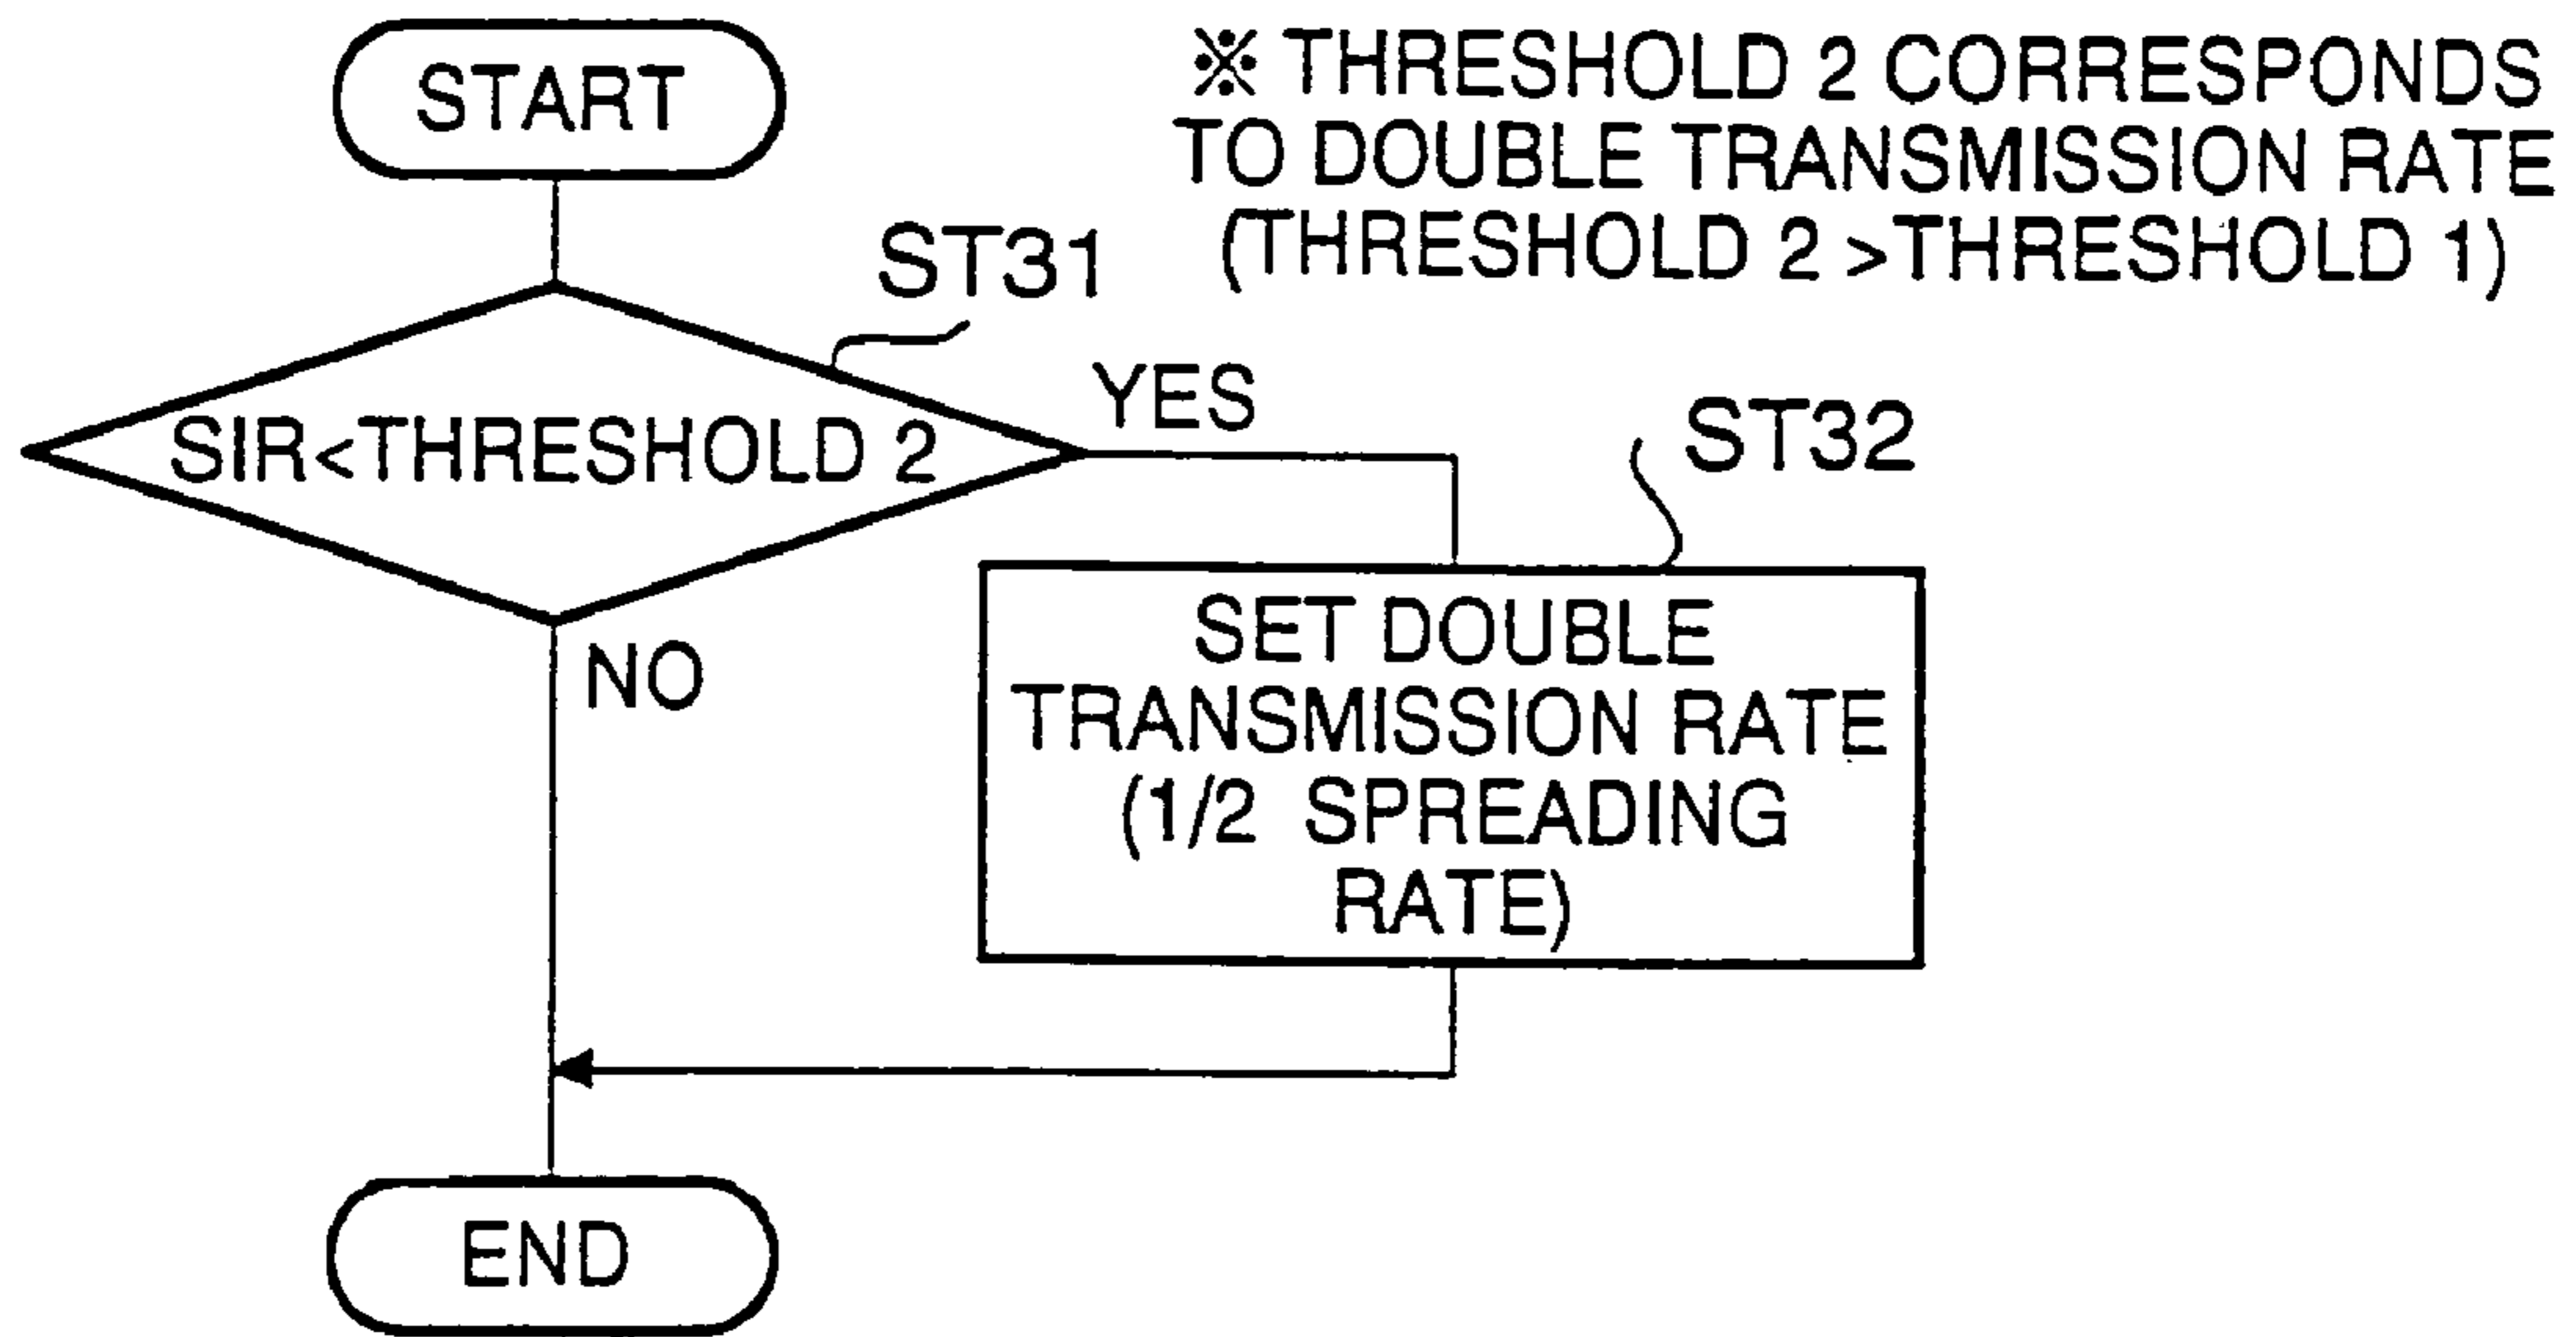 START
※ THRESHOLD 2 CORRESPONDS
TO DOUBLE TRANSMISSION RATE
(THRESHOLD 2 >THRESHOLD 1)
ST31
SIR<THRESHOLD 2
YES
ST32
NO
SET DOUBLE
TRANSMISSION RATE
(1/2 SPREADING
RATE)
END